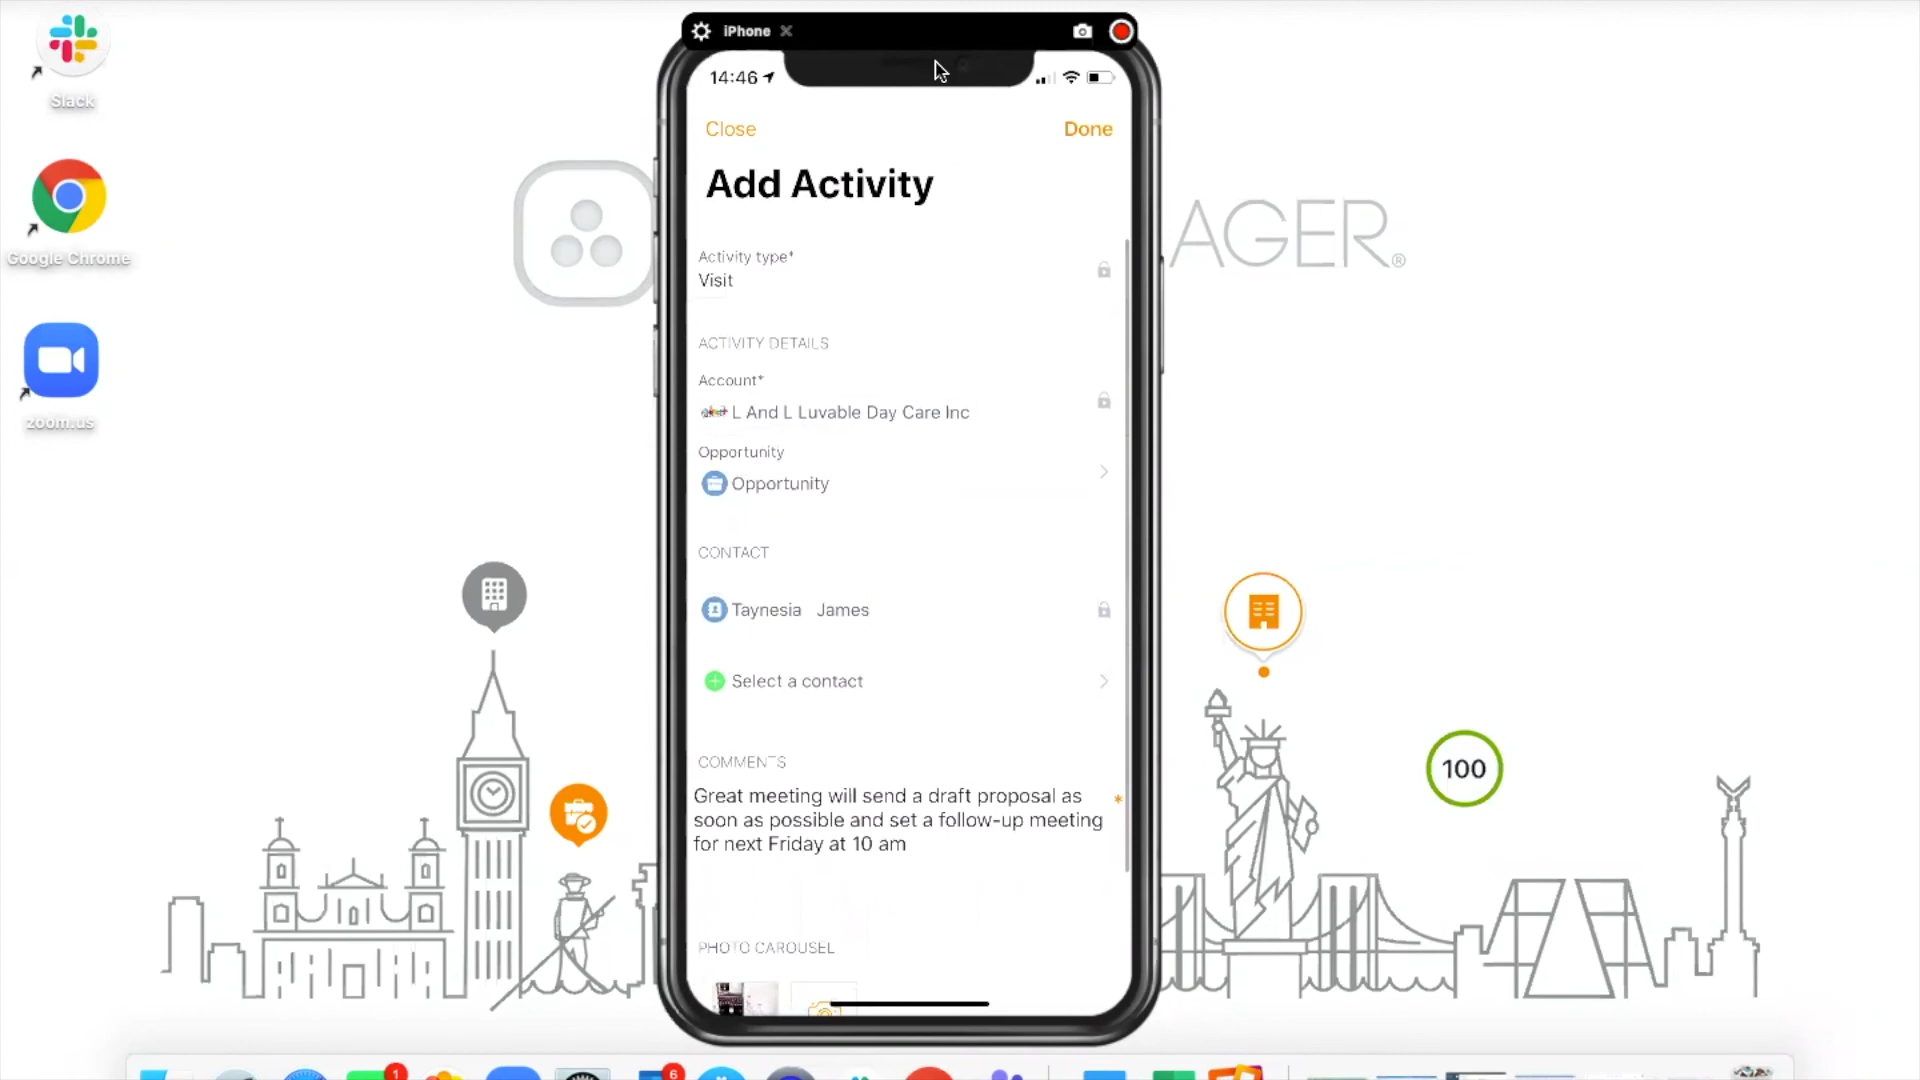 iPhone
Slack
14:46
Close
Done
Add Activity
AGER®
Google Chrome
Activity type*
Visit
ACTIVITY DETAILS
Account*
L And L Luvable Day Care Inc
zoom.us
Opportunity
Opportunity
CONTACT
Taynesia James
Select a contact
COMMENTS
100
Great meeting will send a draft proposal as *
soon as possible and set a follow-up meeting
for next Friday at 10 am
PHOTO CAROUSEL
1
6